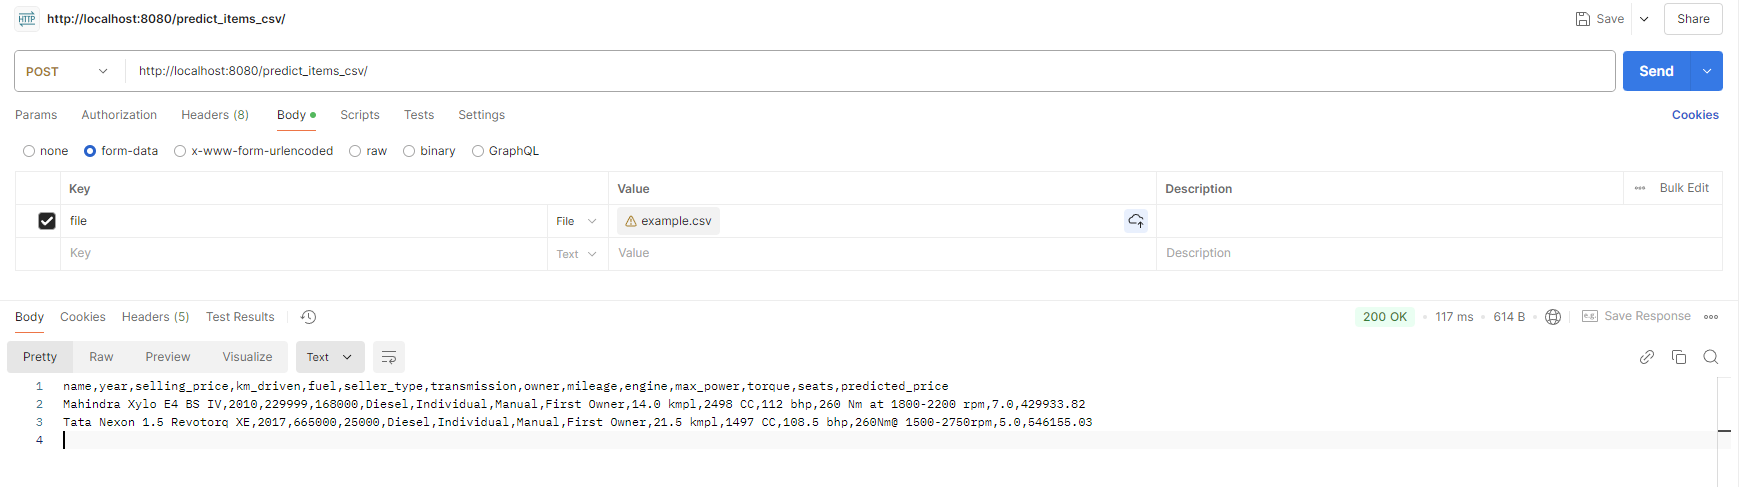 HTTP http://localhost:8080/predict_items_csv/ Save Share
POST http://localhost:8080/predict_items_csv/ Send
Params Authorization Headers (8) Body Scripts Tests Settings Cookies
none form-data x-www-form-urlencoded raw binary GraphQL
Key Value Description Bulk Edit
file File example.csv
Key Text Value Description
Body Cookies Headers (5) Test Results 200 OK 117 ms 614 B e.g. Save Response
Pretty Raw Preview Visualize Text
1 name,year,selling_price,km_driven,fuel,seller_type,transmission,owner,mileage,engine,max_power,torque,seats,predicted_price
2 Mahindra Xylo E4 BS IV,2010,229999,168000,Diesel,Individual,Manual,First Owner,14.0 kmpl,2498 CC,112 bhp,260 Nm at 1800-2200 rpm,7.0,429933.82
3 Tata Nexon 1.5 Revotorq XE,2017,665000,25000,Diesel,Individual,Manual,First Owner,21.5 kmpl,1497 CC,108.5 bhp,260Nm@ 1500-2750rpm,5.0,546155.03
4